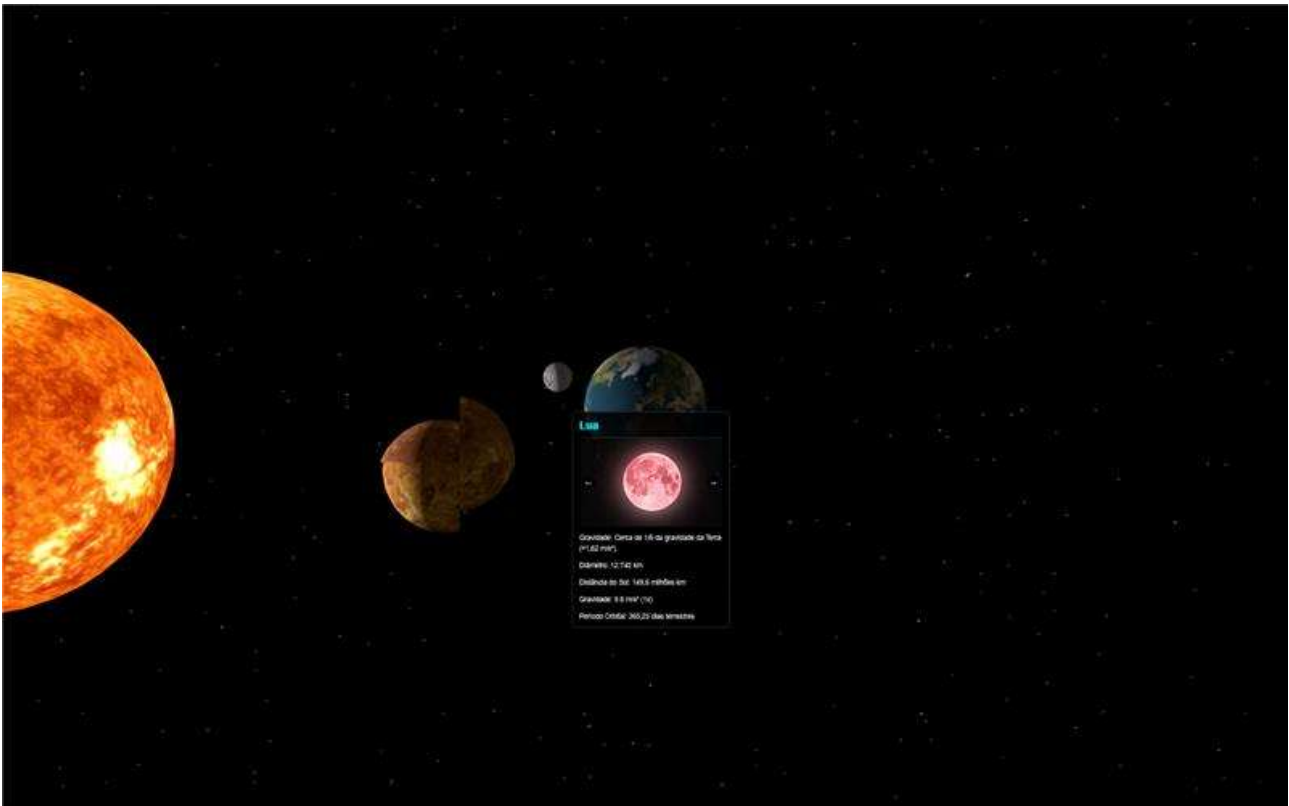 Lua
Gravidade: Cerca de 1/6 da gravidade da Terra
(≈1,62 m/s²).
Diâmetro: 12,742 km
Distância do Sol: 149,6 milhões km
Gravidade: 9.8 m/s² (1x)
Período Orbital: 365,25 dias terrestres